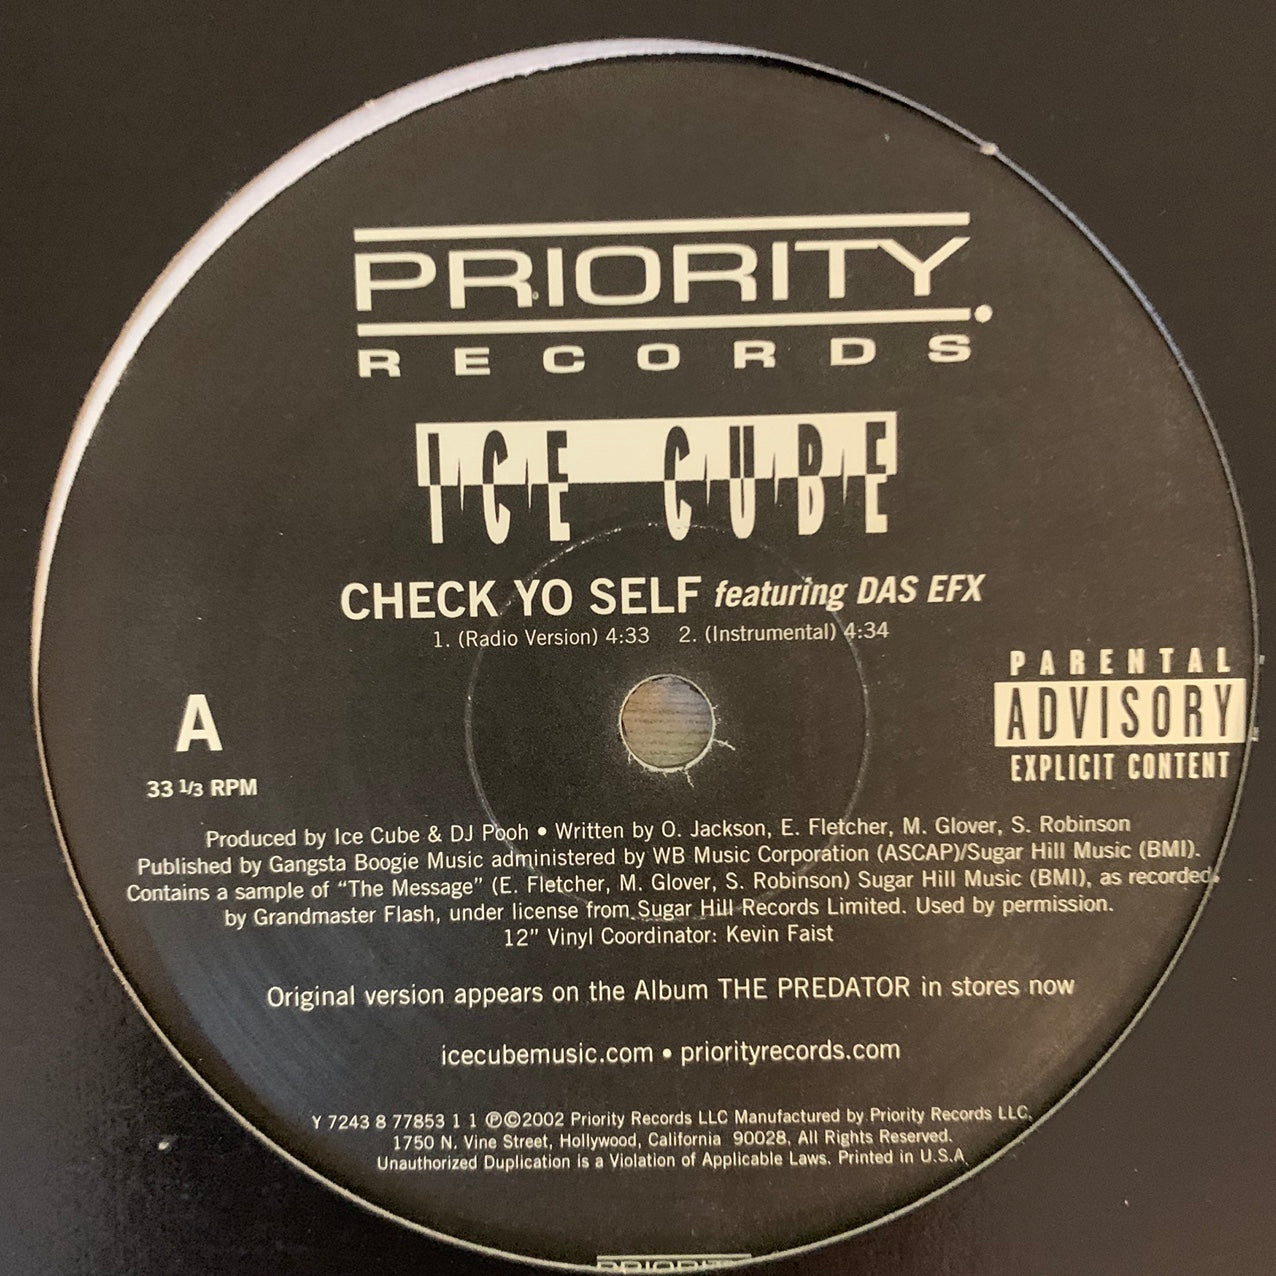 PRIORITY
RECORDS
ICE CUBE
CHECK YO SELF featuring DAS EFX
1. (Radio Version) 4:33 2. (Instrumental) 4:34
PARENTAL
ADVISORY
EXPLICIT CONTENT
A
33 1/3 RPM
Produced by Ice Cube & DJ Pooh • Written by O. Jackson, E. Fletcher, M. Glover, S. Robinson
Published by Gangsta Boogie Music administered by WB Music Corporation (ASCAP)/Sugar Hill Music (BMI).
Contains a sample of “The Message” (E. Fletcher, M. Glover, S. Robinson) Sugar Hill Music (BMI), as recorded
by Grandmaster Flash, under license from Sugar Hill Records Limited. Used by permission.
12” Vinyl Coordinator: Kevin Faist
Original version appears on the Album THE PREDATOR in stores now
icecubemusic.com • priorityrecords.com
Y 7243 8 77853 1 1 ℗©2002 Priority Records LLC Manufactured by Priority Records LLC,
1750 N. Vine Street, Hollywood, California 90028. All Rights Reserved.
Unauthorized Duplication is a Violation of Applicable Laws. Printed in U.S.A
PRIORITY